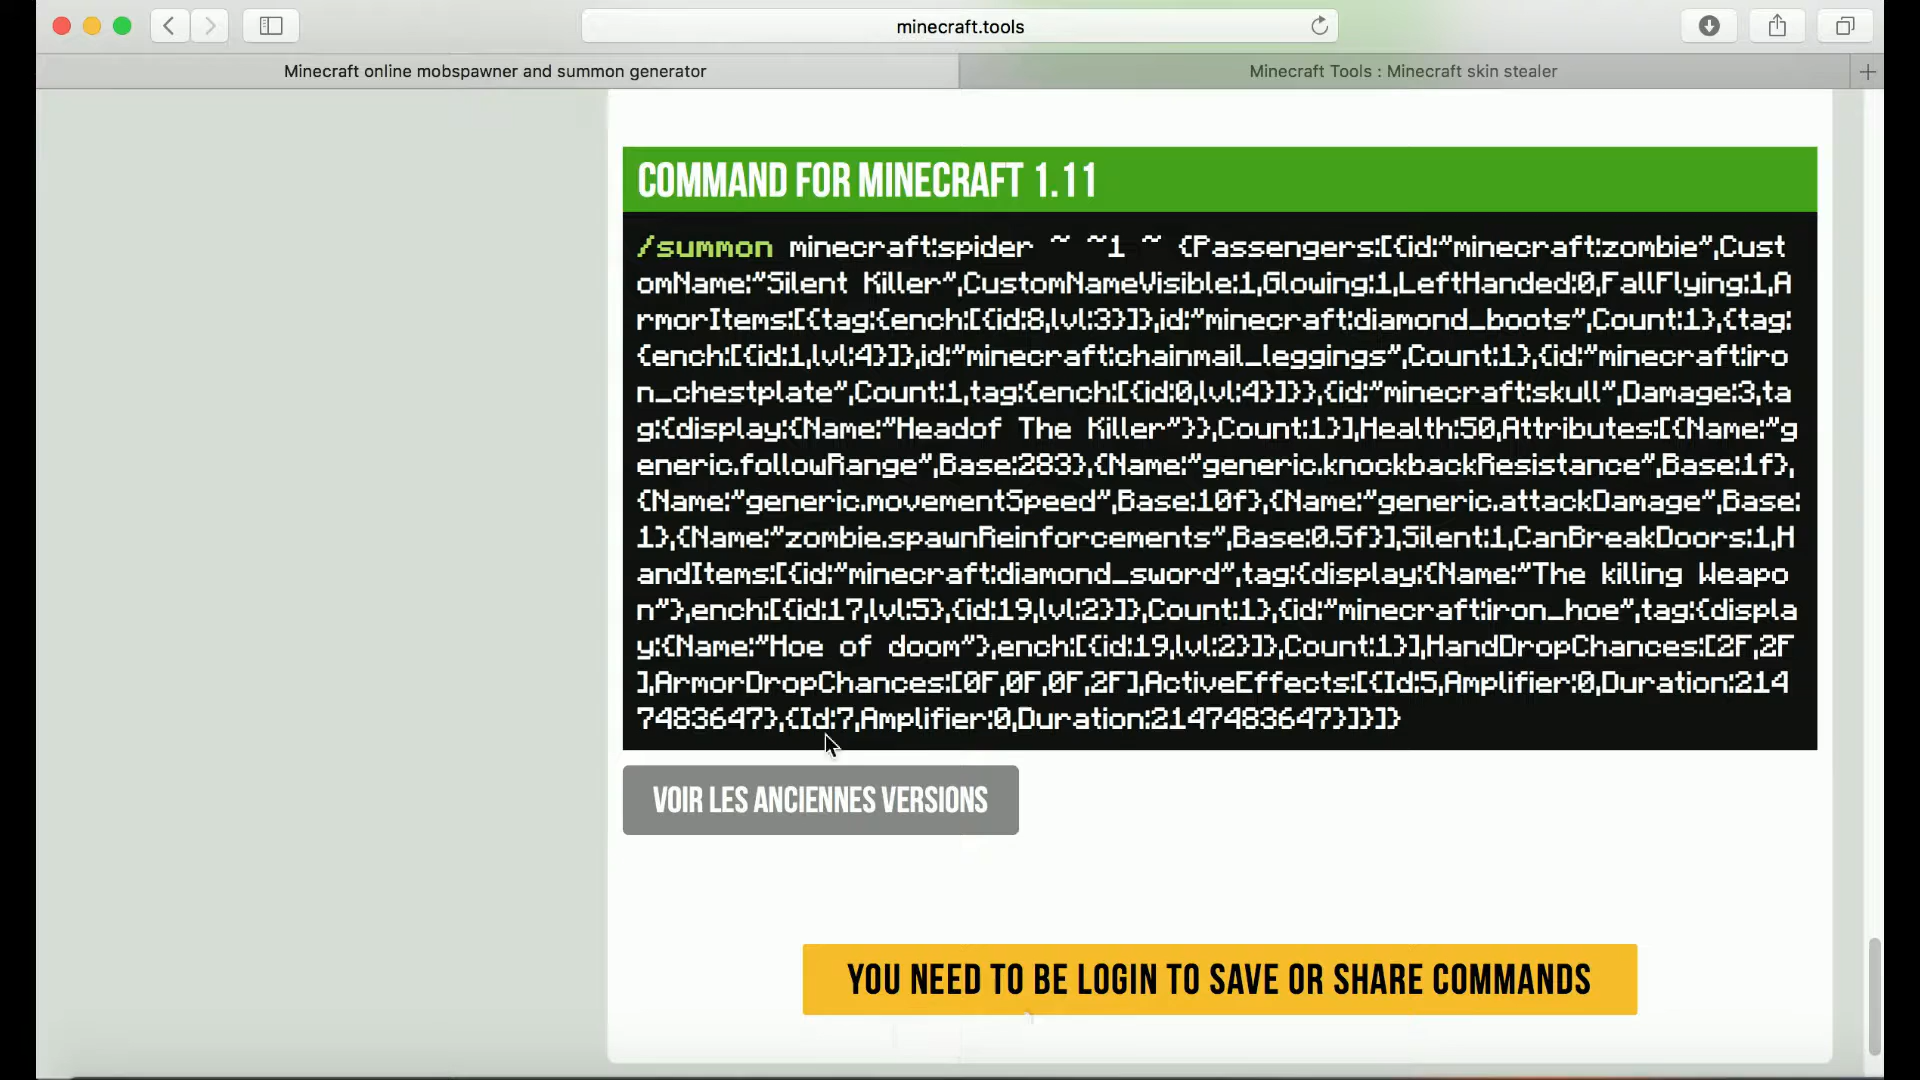 minecraft.tools
Minecraft online mobspawner and summon generator
Minecraft Tools : Minecraft skin stealer
COMMAND FOR MINECRAFT 1.11
/summon minecraft:spider ~ ~1 ~ {Passengers:[{id:"minecraft:zombie",Cust
omName:"Silent Killer",CustomNameVisible:1,Glowing:1,LeftHanded:0,FallFlying:1,A
rmorItems:[{tag:{ench:[{id:8,lvl:3}]},id:"minecraft:diamond_boots",Count:1},{tag:
{ench:[{id:1,lvl:4}]},id:"minecraft:chainmail_leggings",Count:1},{id:"minecraft:iro
n_chestplate",Count:1,tag:{ench:[{id:0,lvl:4}]}},{id:"minecraft:skull",Damage:3,ta
g:{display:{Name:"Headof The Killer"}},Count:1}],Health:50,Attributes:[{Name:"g
eneric.followRange",Base:283},{Name:"generic.knockbackResistance",Base:1f},
{Name:"generic.movementSpeed",Base:10f},{Name:"generic.attackDamage",Base:
1},{Name:"zombie.spawnReinforcements",Base:0.5f}],Silent:1,CanBreakDoors:1,H
andItems:[{id:"minecraft:diamond_sword",tag:{display:{Name:"The killing Weapo
n"},ench:[{id:17,lvl:5},{id:19,lvl:2}]},Count:1},{id:"minecraft:iron_hoe",tag:{displa
y:{Name:"Hoe of doom"},ench:[{id:19,lvl:2}]},Count:1}],HandDropChances:[2F,2F
],ArmorDropChances:[0F,0F,0F,2F],ActiveEffects:[{Id:5,Amplifier:0,Duration:214
7483647},{Id:7,Amplifier:0,Duration:2147483647}]}]}
VOIR LES ANCIENNES VERSIONS
YOU NEED TO BE LOGIN TO SAVE OR SHARE COMMANDS